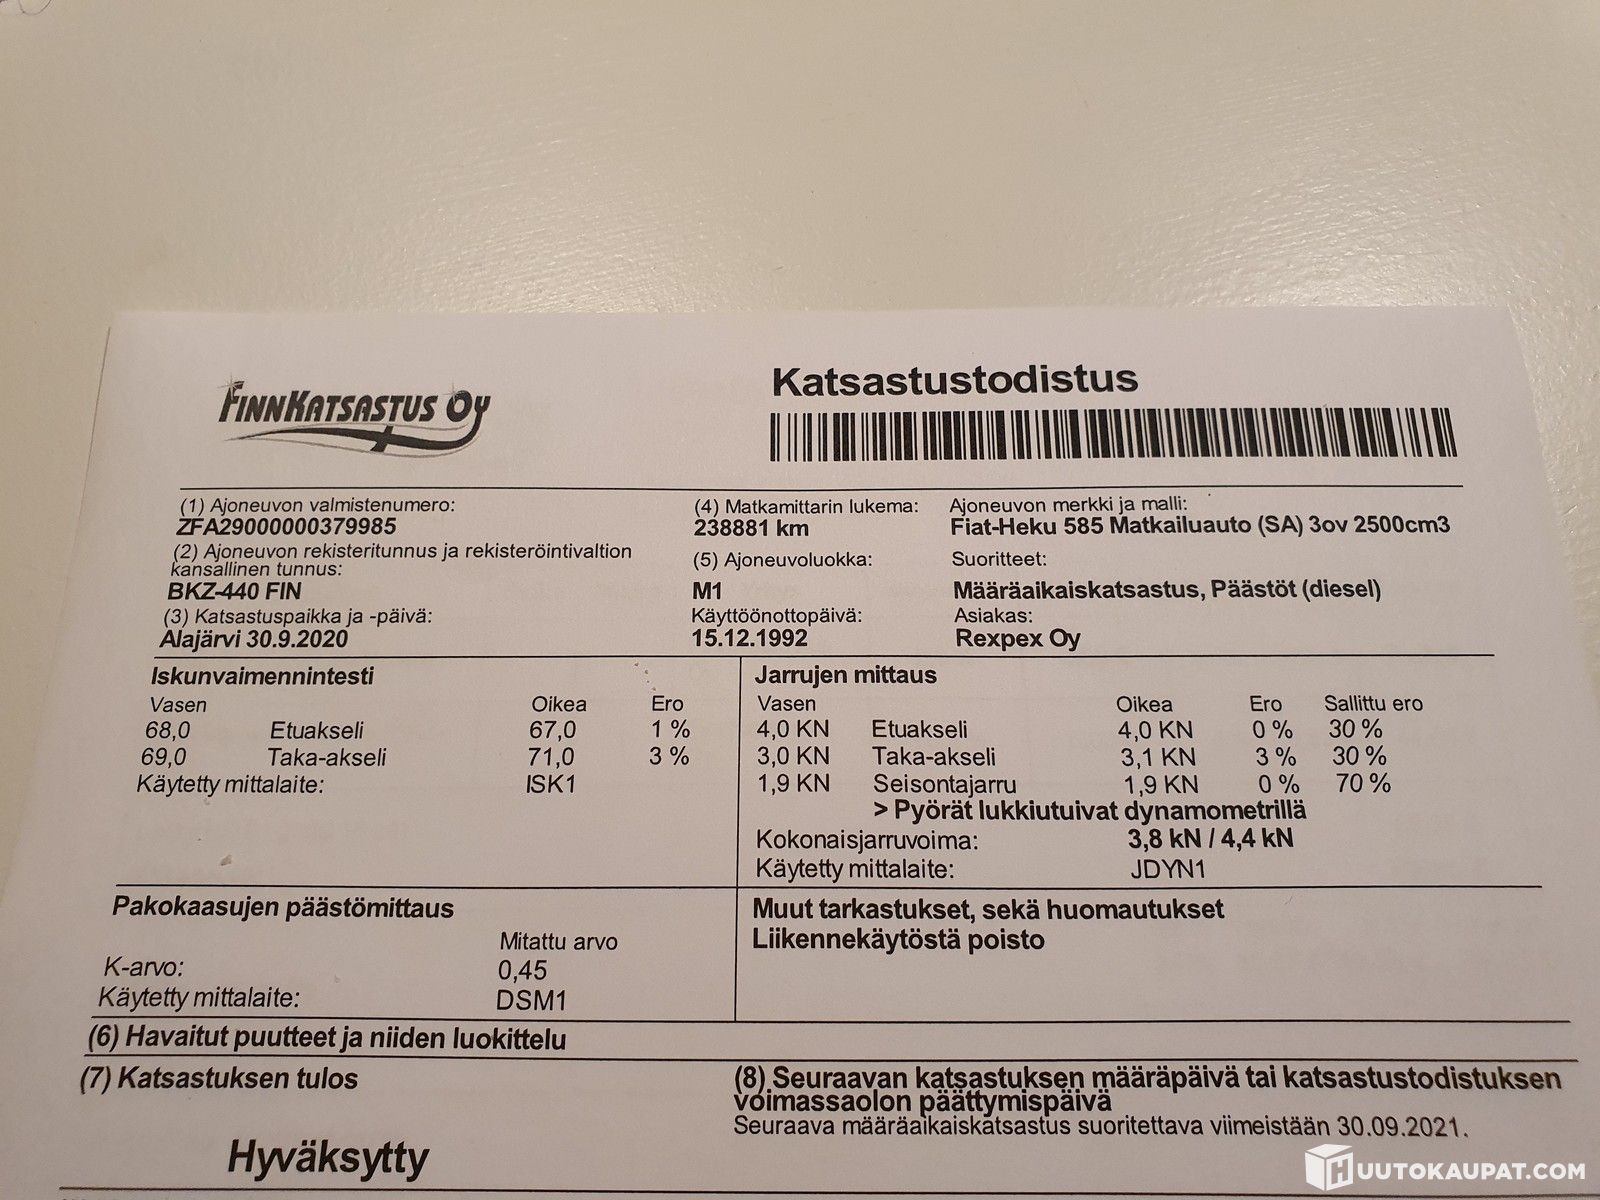 FINNKATSASTUS OY
Katsastustodistus
(1) Ajoneuvon valmistenumero:
ZFA29000000379985
(2) Ajoneuvon rekisteritunnus ja rekisteröintivaltion
kansallinen tunnus:
BKZ-440 FIN
(3) Katsastuspaikka ja -päivä:
Alajärvi 30.9.2020
(4) Matkamittarin lukema:
238881 km
(5) Ajoneuvoluokka:
M1
Käyttöönottopäivä:
15.12.1992
Ajoneuvon merkki ja malli:
Fiat-Heku 585 Matkailuauto (SA) 3ov 2500cm3
Suoritteet:
Määräaikaiskatsastus, Päästöt (diesel)
Asiakas:
Rexpex Oy
Iskunvaimennintesti
Vasen Oikea Ero
68,0 Etuakseli 67,0 1 %
69,0 Taka-akseli 71,0 3 %
Käytetty mittalaite: ISK1
Jarrujen mittaus
Vasen Oikea Ero Sallittu ero
4,0 KN Etuakseli 4,0 KN 0 % 30 %
3,0 KN Taka-akseli 3,1 KN 3 % 30 %
1,9 KN Seisontajarru 1,9 KN 0 % 70 %
> Pyörät lukkiutuivat dynamometrillä
Kokonaisjarruvoima: 3,8 kN / 4,4 kN
Käytetty mittalaite: JDYN1
Pakokaasujen päästömittaus
Mitattu arvo
K-arvo: 0,45
Käytetty mittalaite: DSM1
Muut tarkastukset, sekä huomautukset
Liikennekäytöstä poisto
(6) Havaitut puutteet ja niiden luokittelu
(7) Katsastuksen tulos
Hyväksytty
(8) Seuraavan katsastuksen määräpäivä tai katsastustodistuksen
voimassaolon päättymispäivä
Seuraava määräaikaiskatsastus suoritettava viimeistään 30.09.2021.
HUUTOKAUPAT.COM